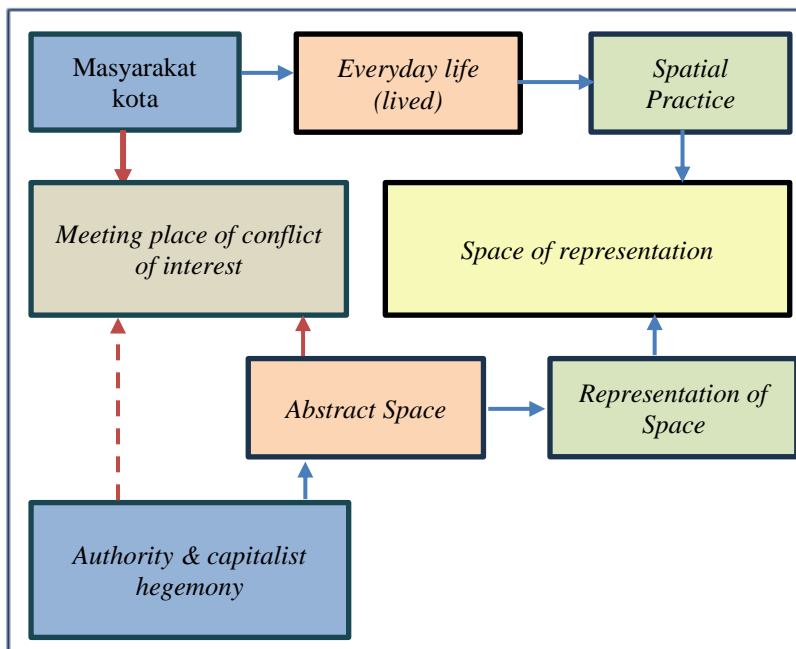 Masyarakat
kota
Everyday life
(lived)
Spatial
Practice
Meeting place of conflict
of interest
Space of representation
Abstract Space
Representation of
Space
Authority & capitalist
hegemony